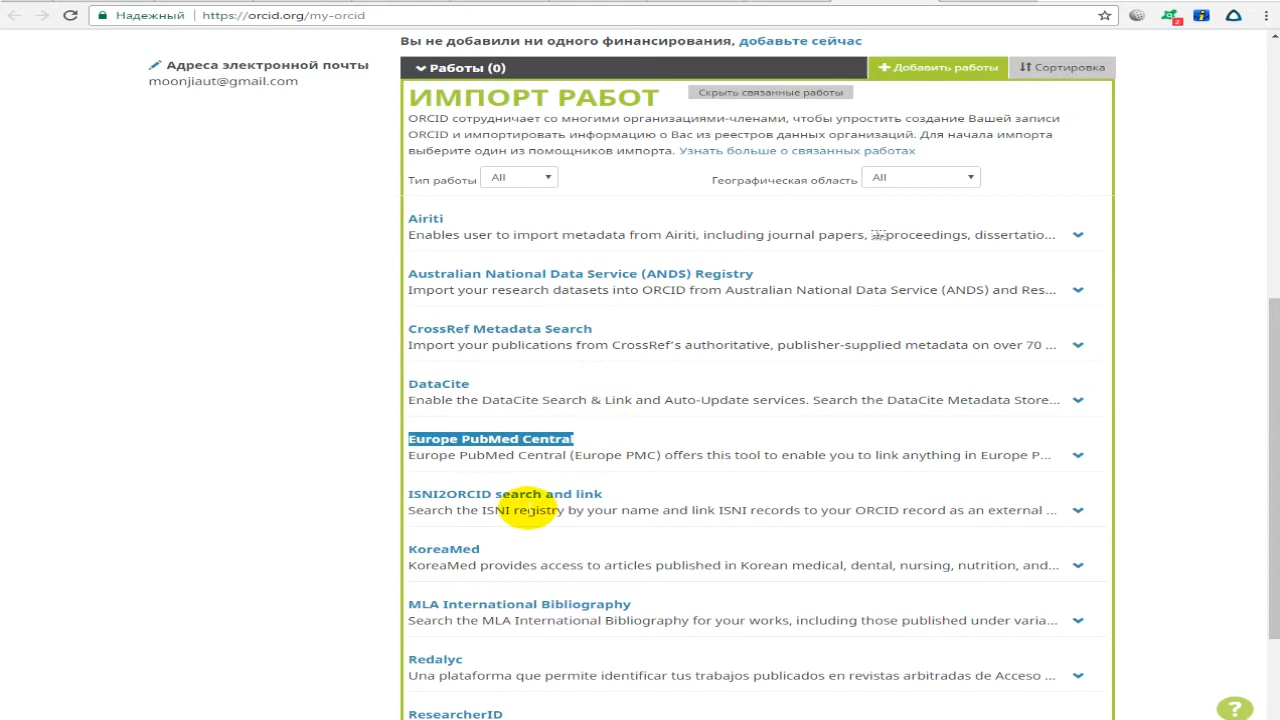 Надежный https://orcid.org/my-orcid
2
Вы не добавили ни одного финансирования, добавьте сейчас
Адреса электронной почты
moonjiaut@gmail.com
Работы (0)
Добавить работы
Сортировка
ИМПОРТ РАБОТ
Скрыть связанные работы
ORCID сотрудничает со многими организациями-членами, чтобы упростить создание Вашей записи
ORCID и импортировать информацию о Вас из реестров данных организаций. Для начала импорта
выберите один из помощников импорта. Узнать больше о связанных работах
Тип работы All Географическая область All
Airiti
Enables user to import metadata from Airiti, including journal papers, proceedings, dissertatio...
Australian National Data Service (ANDS) Registry
Import your research datasets into ORCID from Australian National Data Service (ANDS) and Res...
CrossRef Metadata Search
Import your publications from CrossRef's authoritative, publisher-supplied metadata on over 70 ...
DataCite
Enable the DataCite Search & Link and Auto-Update services. Search the DataCite Metadata Store...
Europe PubMed Central
Europe PubMed Central (Europe PMC) offers this tool to enable you to link anything in Europe P...
ISNI2ORCID search and link
Search the ISNI registry by your name and link ISNI records to your ORCID record as an external ...
KoreaMed
KoreaMed provides access to articles published in Korean medical, dental, nursing, nutrition, and...
MLA International Bibliography
Search the MLA International Bibliography for your works, including those published under varia...
Redalyc
Una plataforma que permite identificar tus trabajos publicados en revistas arbitradas de Acceso ...
ResearcherID
?